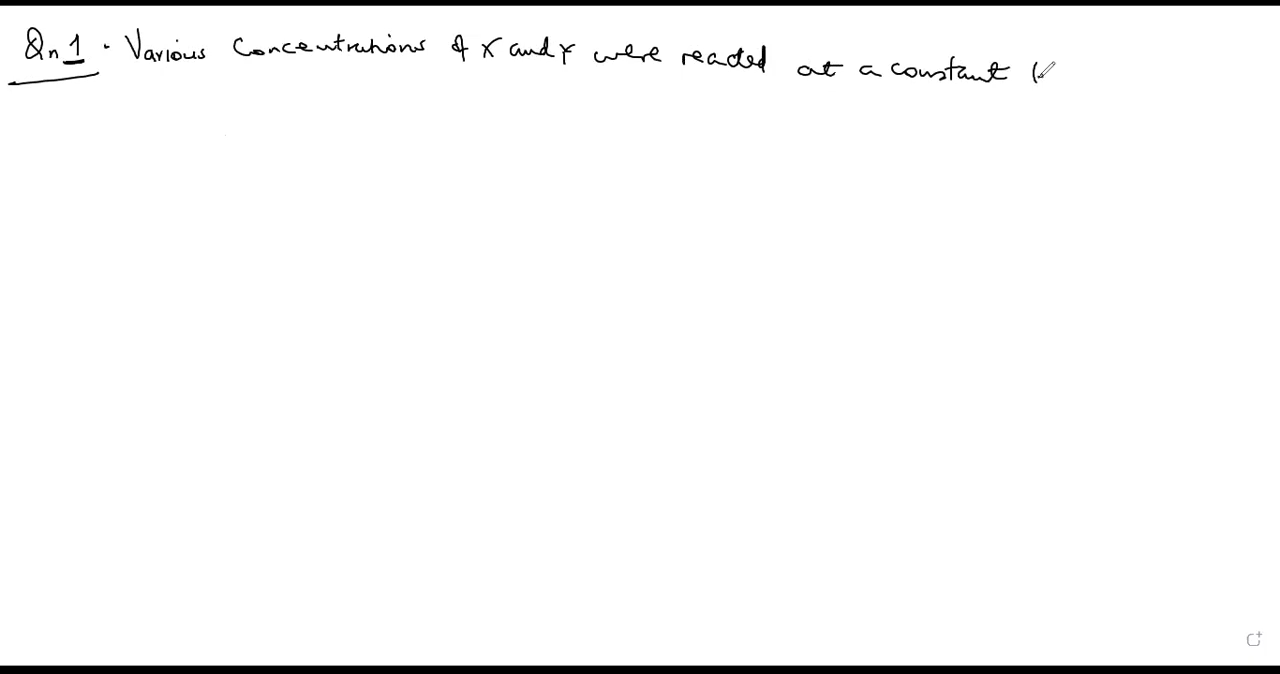 Qn 1. Various Concentrations of X and Y were reacted at a constant